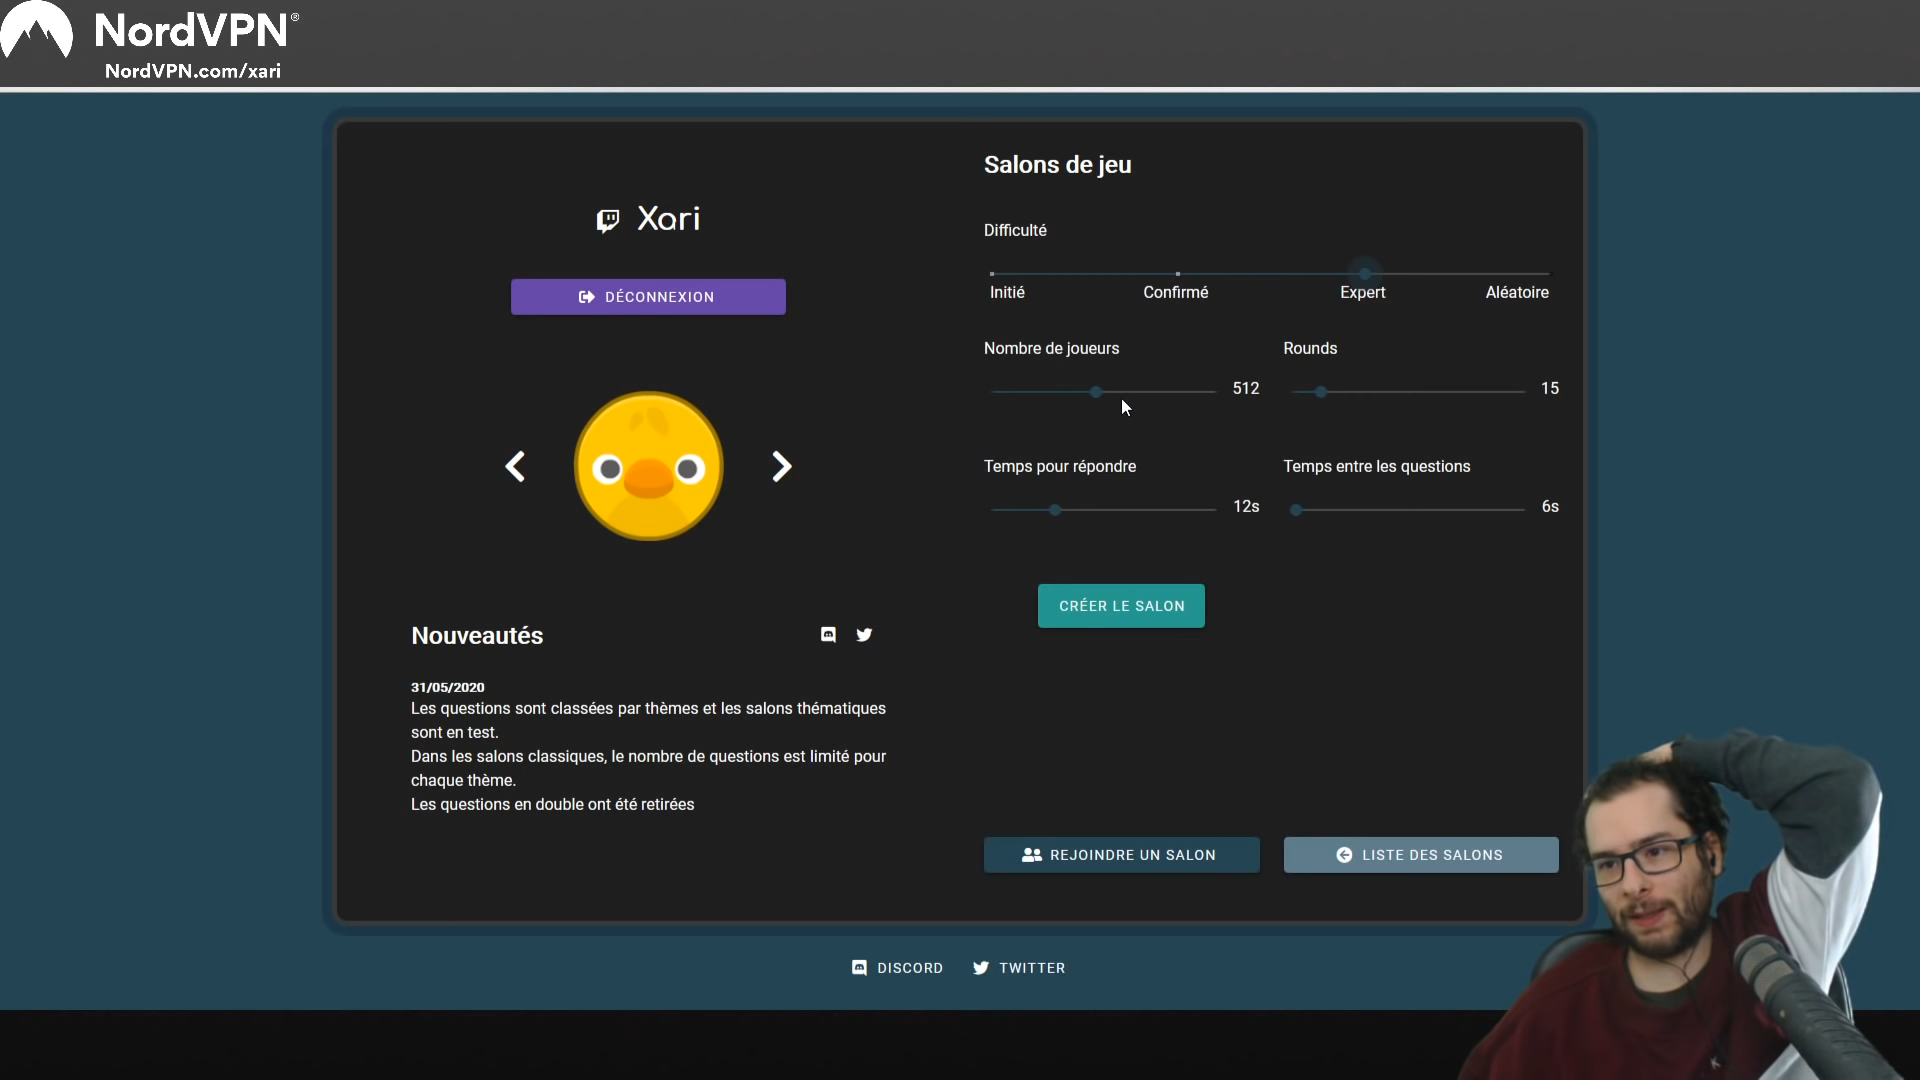 NordVPN®
NordVPN.com/xari
Xari
DÉCONNEXION
Nouveautés
31/05/2020
Les questions sont classées par thèmes et les salons thématiques
sont en test.
Dans les salons classiques, le nombre de questions est limité pour
chaque thème.
Les questions en double ont été retirées
Salons de jeu
Difficulté
Initié
Confirmé
Expert
Aléatoire
Nombre de joueurs
512
Rounds
15
Temps pour répondre
12s
Temps entre les questions
6s
CRÉER LE SALON
REJOINDRE UN SALON
LISTE DES SALONS
DISCORD
TWITTER